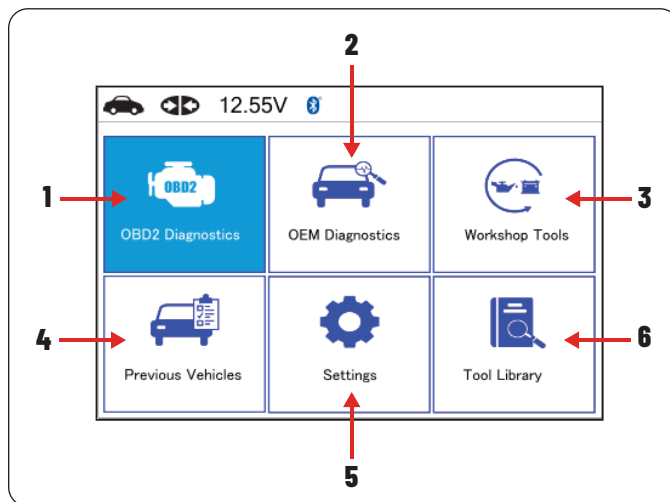 2
12.55V
1
OBD2
3
OBD2 Diagnostics
OEM Diagnostics
Workshop Tools
4
6
Previous Vehicles
Settings
Tool Library
5